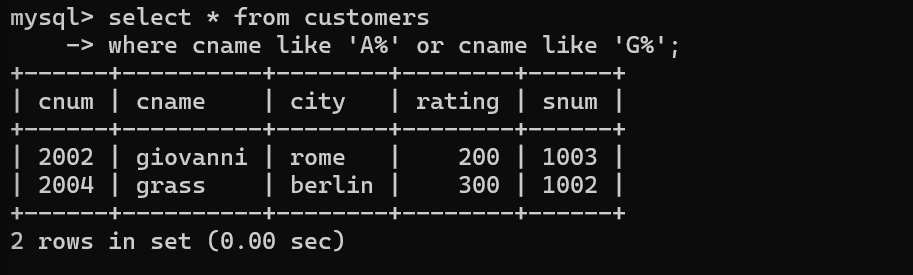 mysql> select * from customers
    -> where cname like 'A%' or cname like 'G%';
+------+----------+--------+--------+------+
| cnum | cname    | city   | rating | snum |
+------+----------+--------+--------+------+
| 2002 | giovanni | rome   |    200 | 1003 |
| 2004 | grass    | berlin |    300 | 1002 |
+------+----------+--------+--------+------+
2 rows in set (0.00 sec)